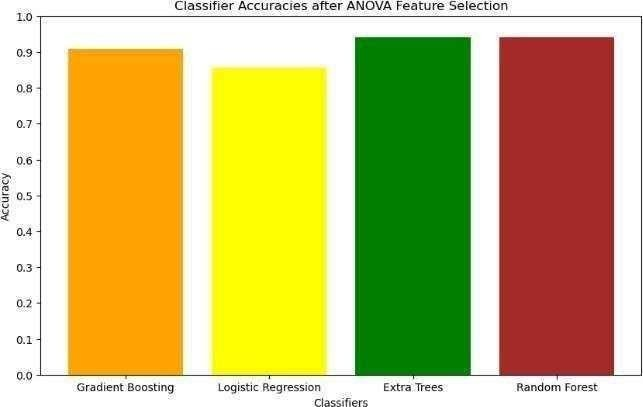 Classifier Accuracies after ANOVA Feature Selection
1.0
0.9
0.8
0.7
0.6
0.5
0.4
0.3
0.2
0.1
0.0
Accuracy
Gradient Boosting Logistic Regression Extra Trees Random Forest
Classifiers